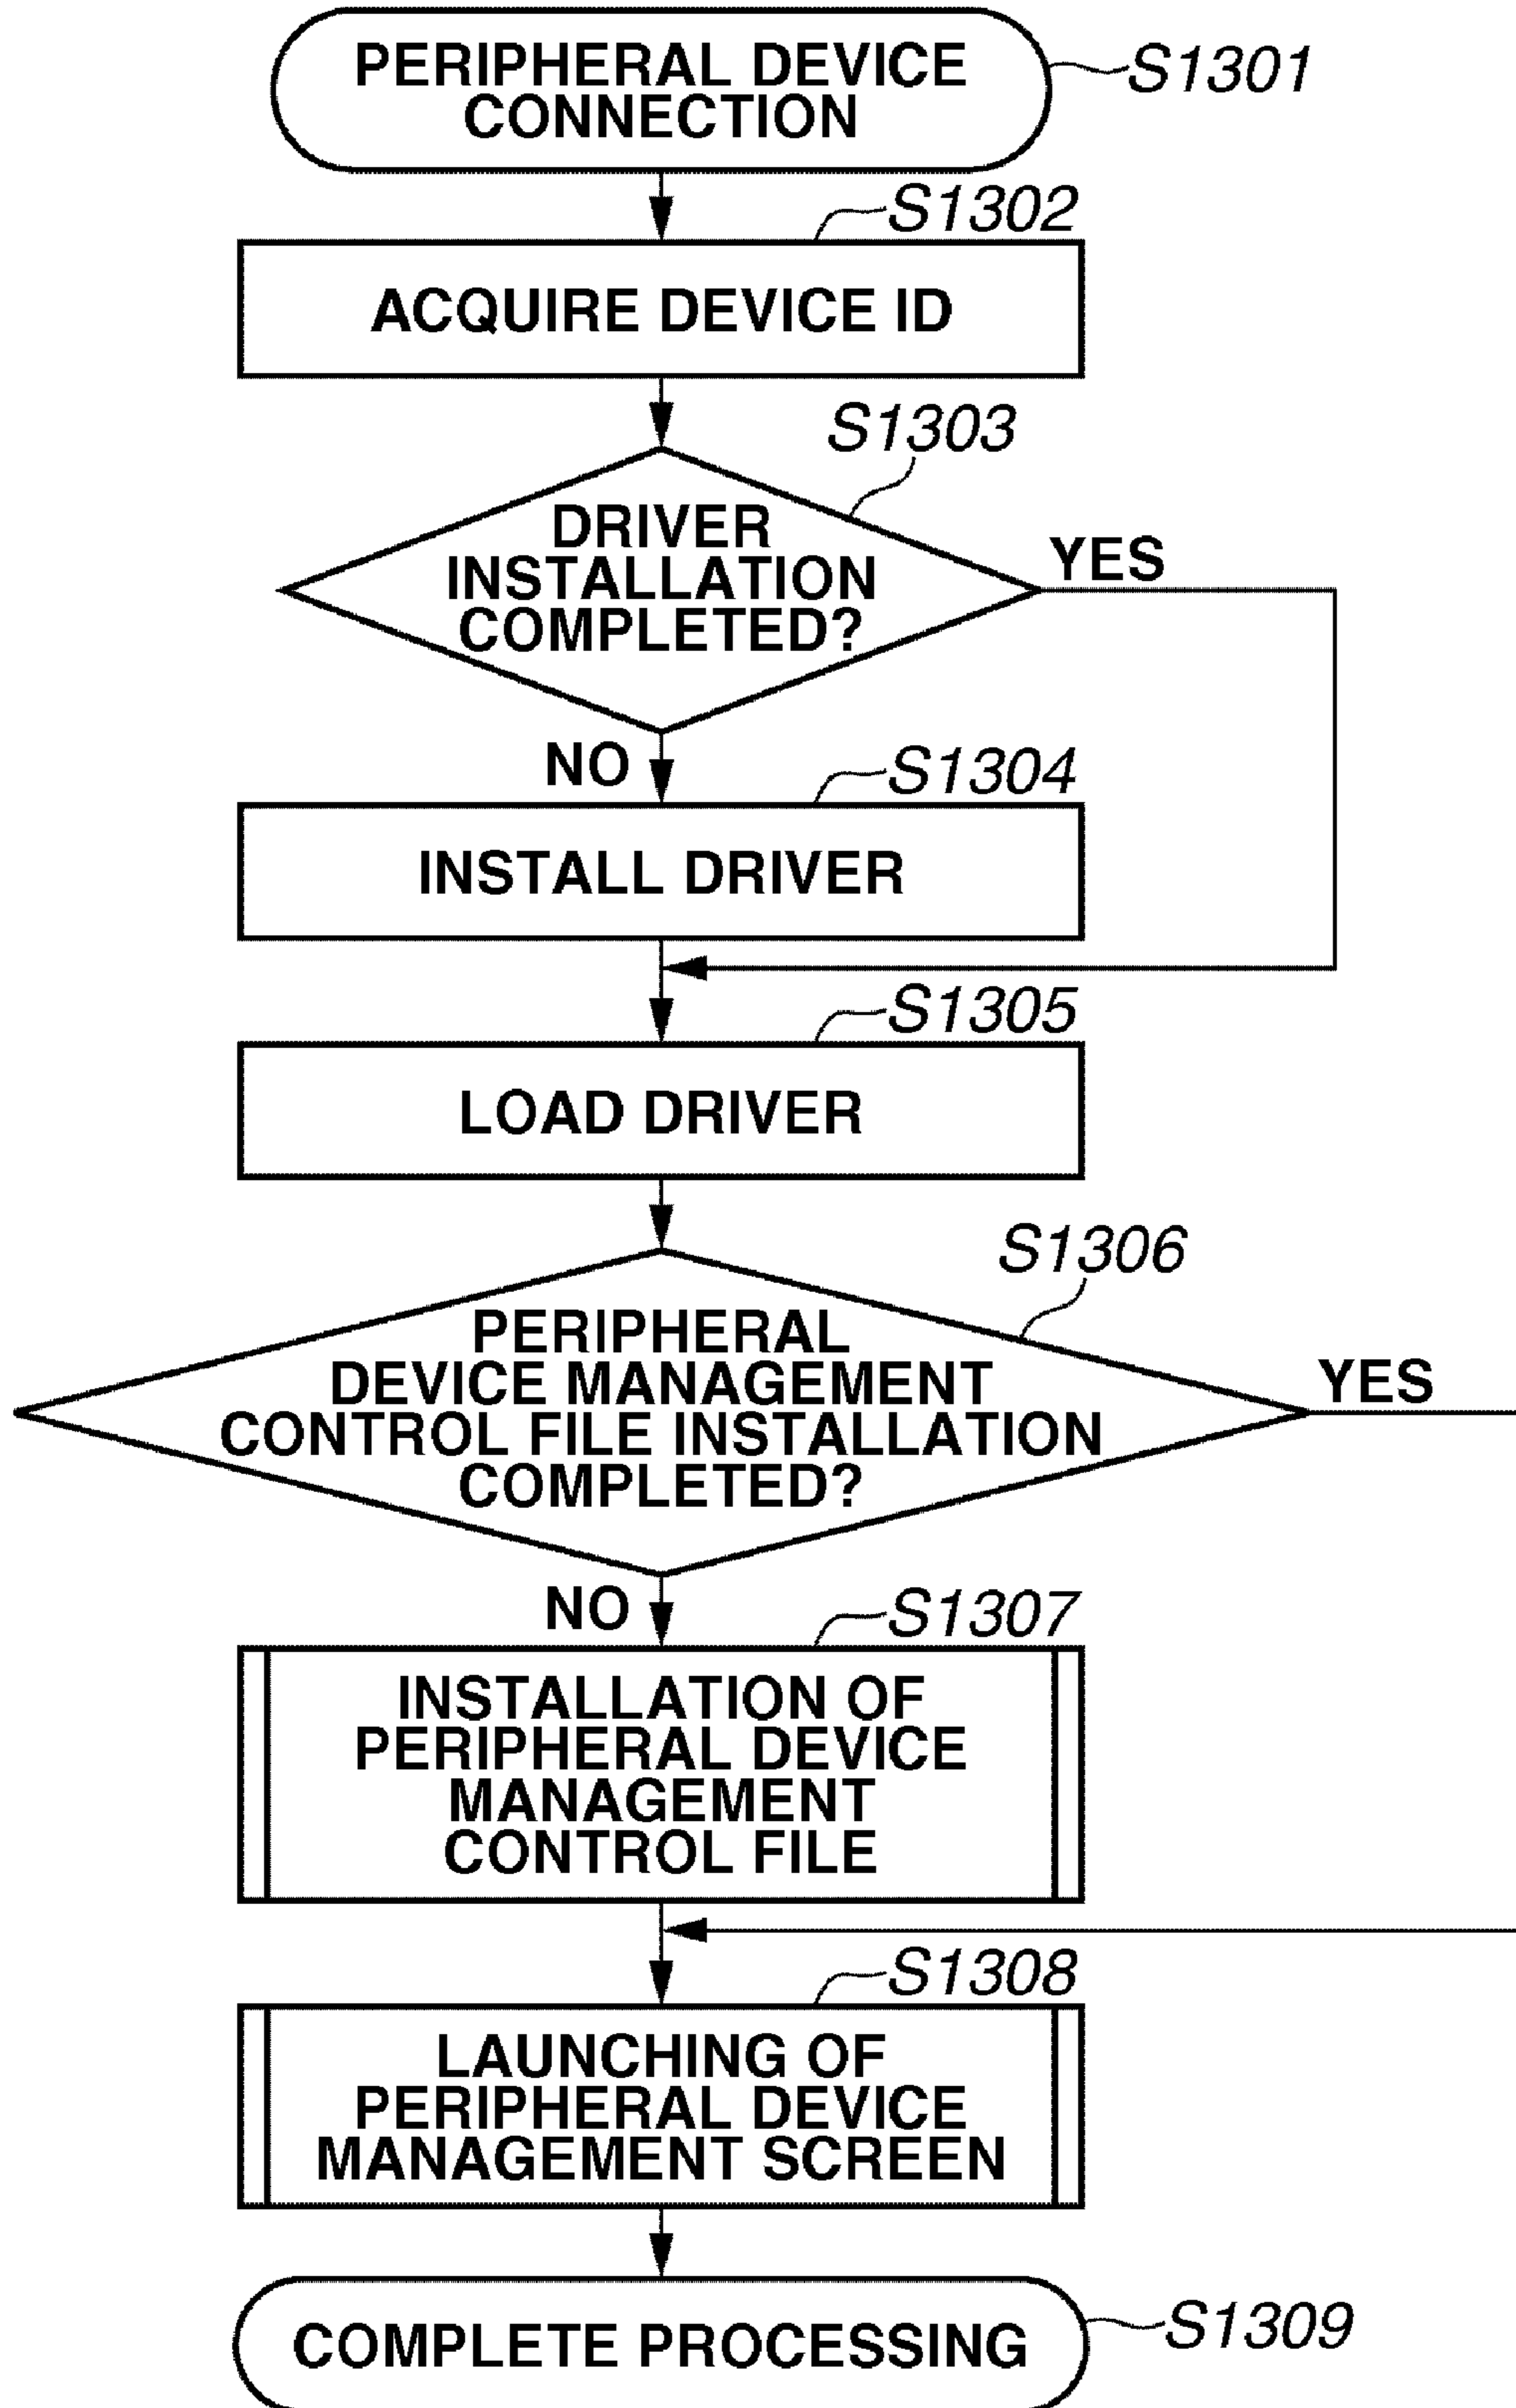 PERIPHERAL DEVICE
CONNECTION
S1301
S1302
ACQUIRE DEVICE ID
S1303
DRIVER
INSTALLATION
COMPLETED?
YES
NO
S1304
INSTALL DRIVER
S1305
LOAD DRIVER
S1306
PERIPHERAL
DEVICE MANAGEMENT
CONTROL FILE INSTALLATION
COMPLETED?
YES
NO
S1307
INSTALLATION OF
PERIPHERAL DEVICE
MANAGEMENT
CONTROL FILE
S1308
LAUNCHING OF
PERIPHERAL DEVICE
MANAGEMENT SCREEN
COMPLETE PROCESSING
S1309